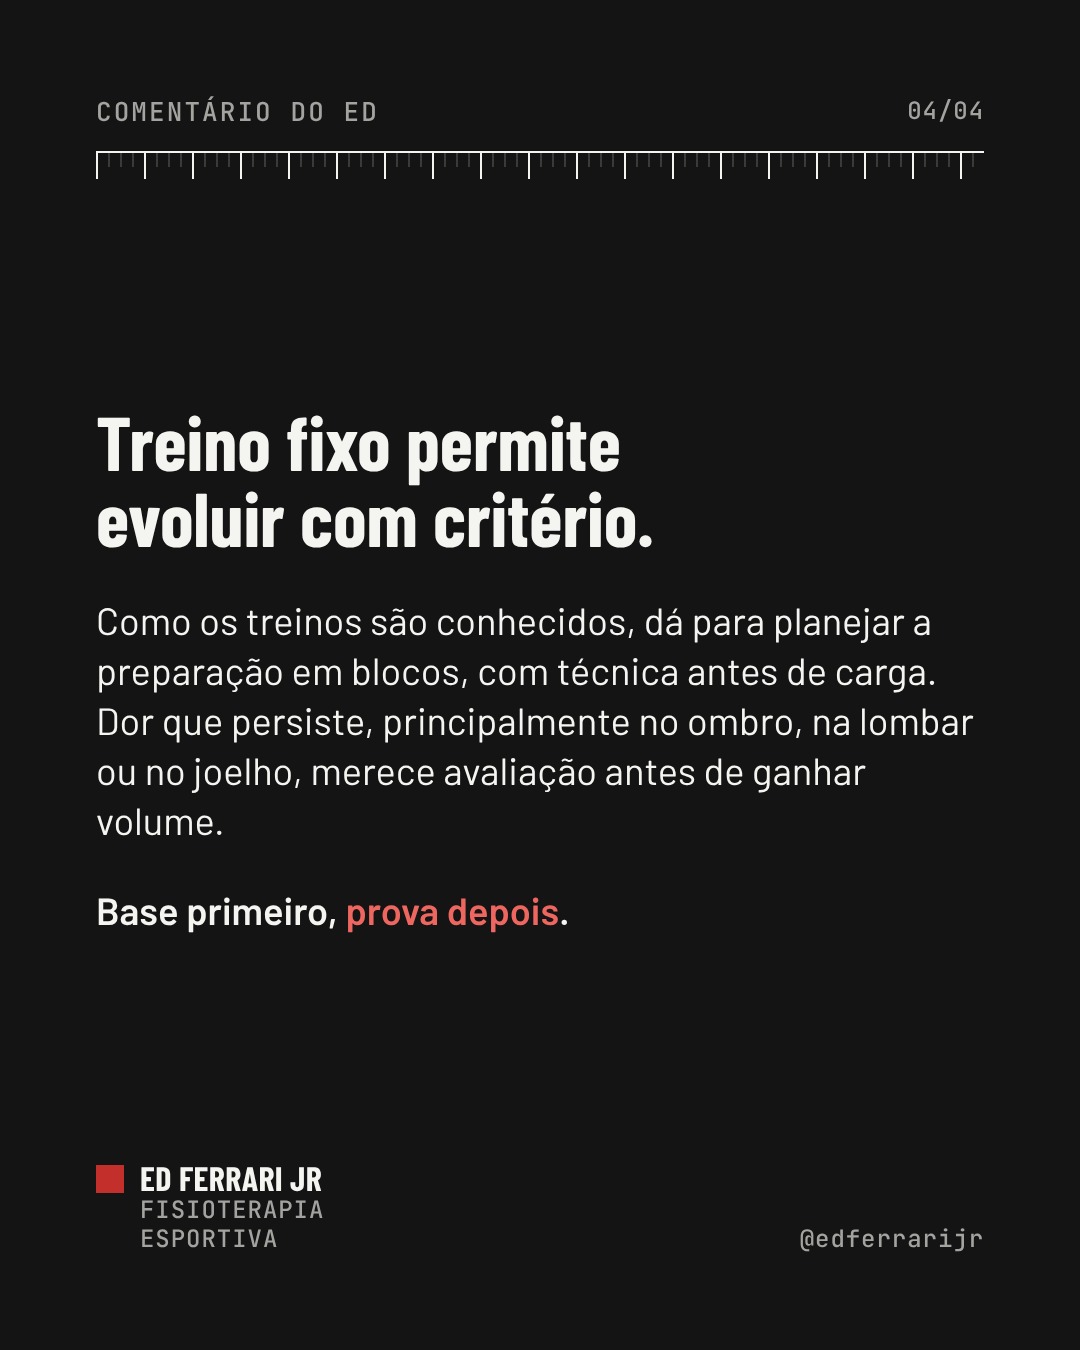 COMENTÁRIO DO ED
04/04
Treino fixo permite
evoluir com critério.
Como os treinos são conhecidos, dá para planejar a
preparação em blocos, com técnica antes de carga.
Dor que persiste, principalmente no ombro, na lombar
ou no joelho, merece avaliação antes de ganhar
volume.
Base primeiro, prova depois.
ED FERRARI JR
FISIOTERAPIA
ESPORTIVA
@edferrarijr